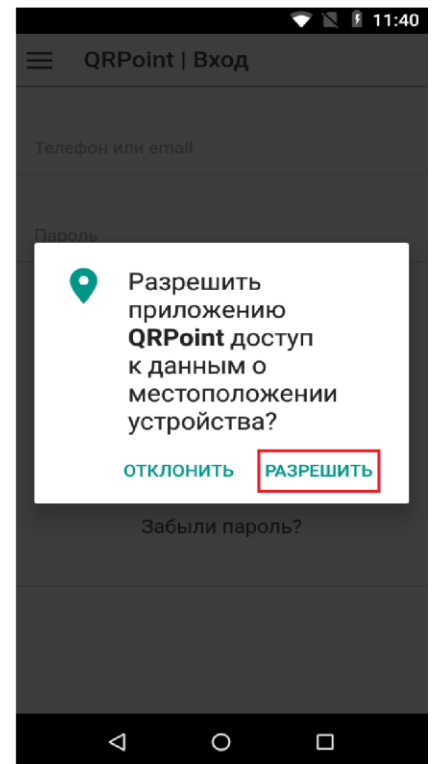 11:40
QRPoint | Вход
Телефон или email
Пароль
Разрешить
приложению
QRPoint доступ
к данным о
местоположении
устройства?
ОТКЛОНИТЬ РАЗРЕШИТЬ
Забыли пароль?